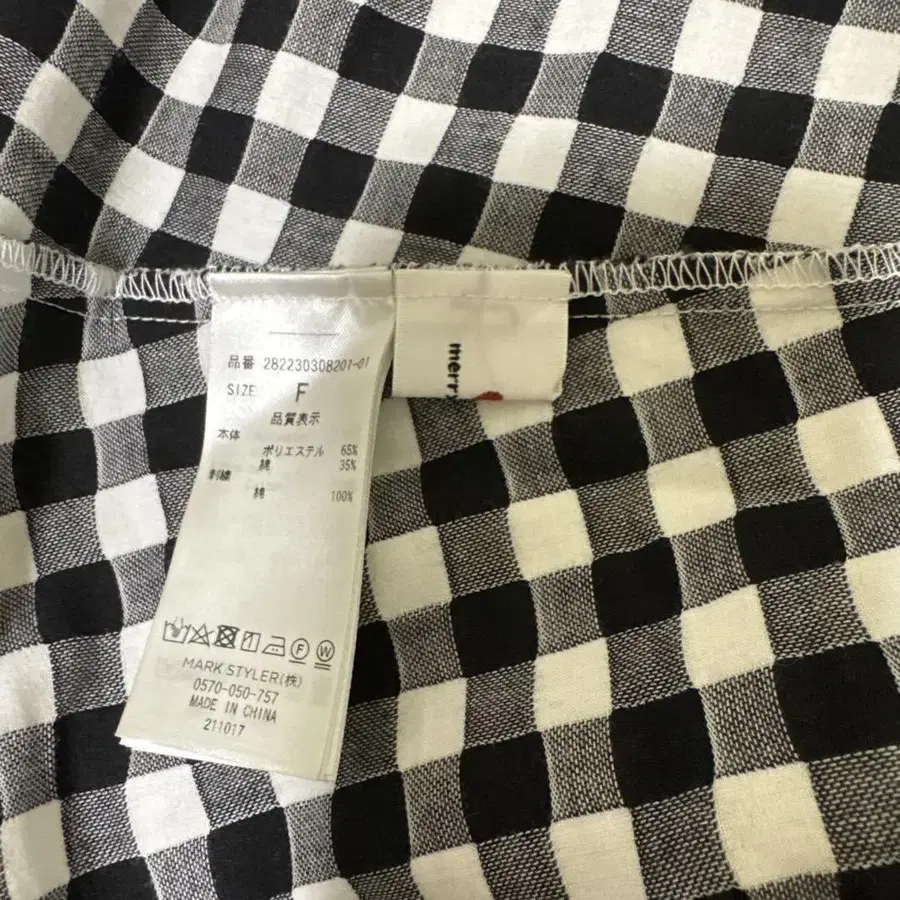 品番 282230308201-01
SIZE F
品質表示
本体
ポリエステル 65%
綿 35%
刺繍
綿 100%
F W
MARK STYLER(株)
0570-050-757
MADE IN CHINA
211017
merry